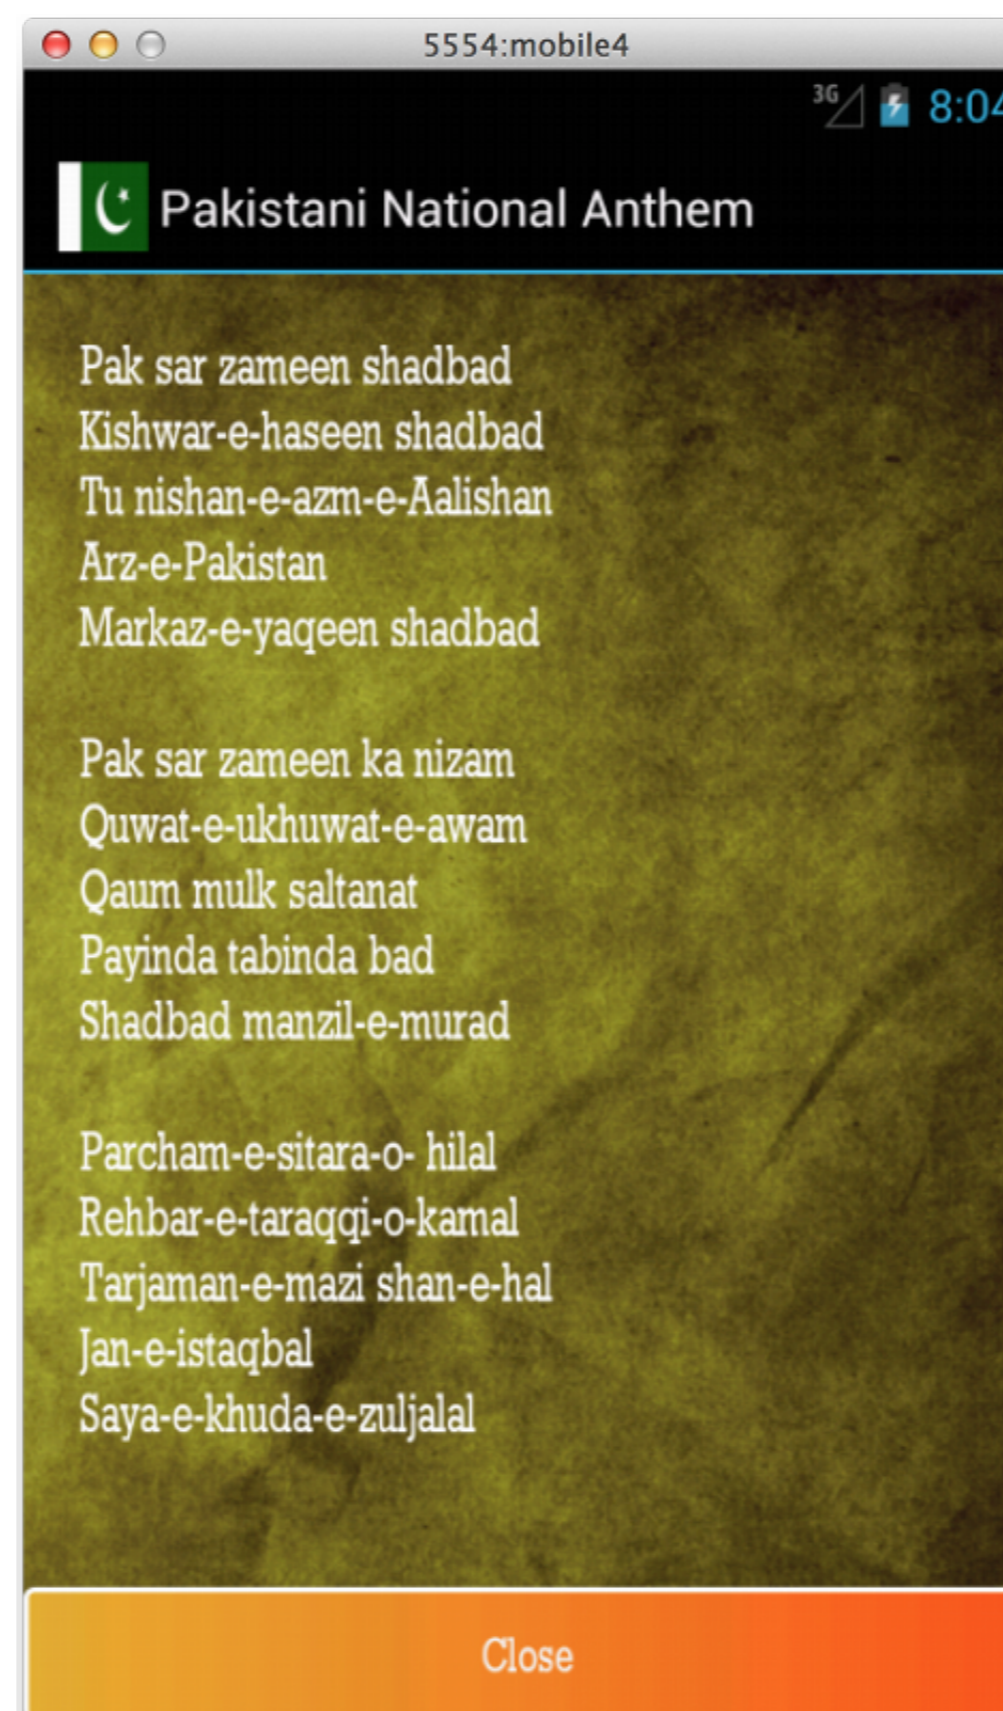 5554:mobile4
3G
Pakistani National Anthem
Pak sar zameen shadbad
Kishwar-e-haseen shadbad
Tu nishan-e-azm-e-Aalishan
Arz-e-Pakistan
Markaz-e-yaqeen shadbad
Pak sar zameen ka nizam
Quwat-e-ukhuwat-e-awam
Qaum mulk saltanat
Payinda tabinda bad
Shadbad manzil-e-murad
Parcham-e-sitara-o- hilal
Rehbar-e-taraqqi-o-kamal
Tarjaman-e-mazi shan-e-hal
Jan-e-istaqbal
Saya-e-khuda-e-zuljalal
Close